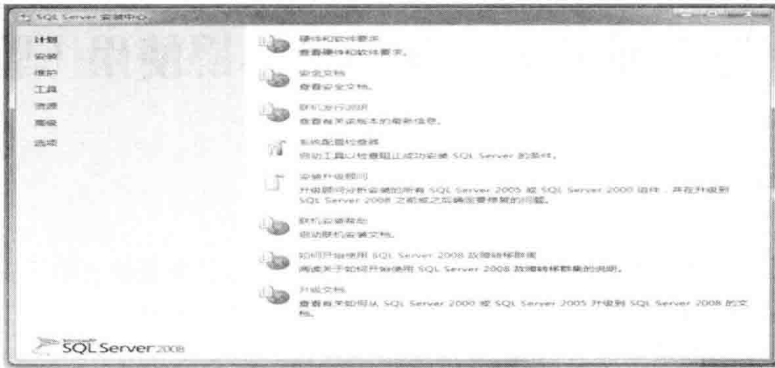 SQL Server 安装中心
计划
安装
维护
工具
资源
高级
选项
硬件和软件要求
查看硬件和软件要求。
安全文档
查看安全文档。
联机发行说明
查看有关该版本的最新信息。
系统配置检查器
启动工具以检查阻止成功安装 SQL Server 的条件。
安装升级顾问
升级顾问分析安装的所有 SQL Server 2005 或 SQL Server 2000 组件，并在升级到
SQL Server 2008 之前或之后确定要修复的问题。
联机安装帮助
启动联机安装文档。
如何开始使用 SQL Server 2008 故障转移群集
阅读关于如何开始使用 SQL Server 2008 故障转移群集的说明。
升级文档
查看有关如何从 SQL Server 2000 或 SQL Server 2005 升级到 SQL Server 2008 的文
档。
SQL Server 2008